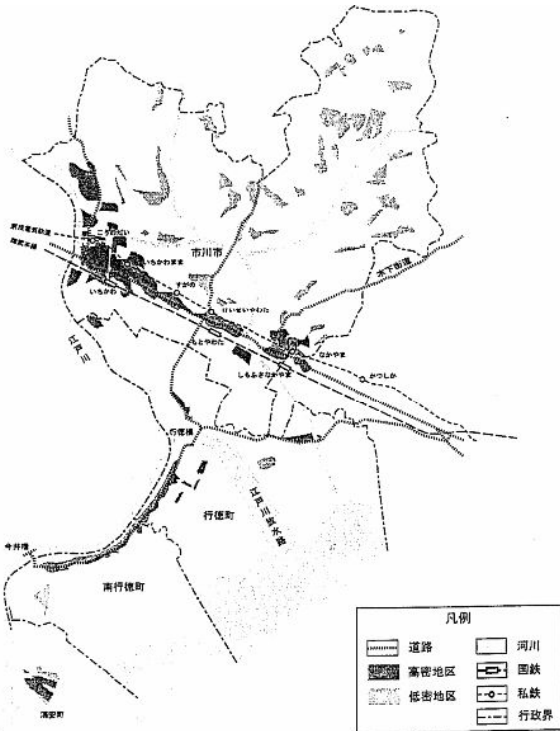 京成電気鉄道
総武本線
こうのだい
いちかわまま
市川市
すがの
いちかわ
けいせいやわた
木下街道
もとやわた
なかやま
しもふさなかやま
かつしか
江戸川
行徳橋
行徳町
江戸川放水路
今井橋
南行徳町
浦安町
凡例
道路
河川
高密地区
国鉄
低密地区
私鉄
行政界